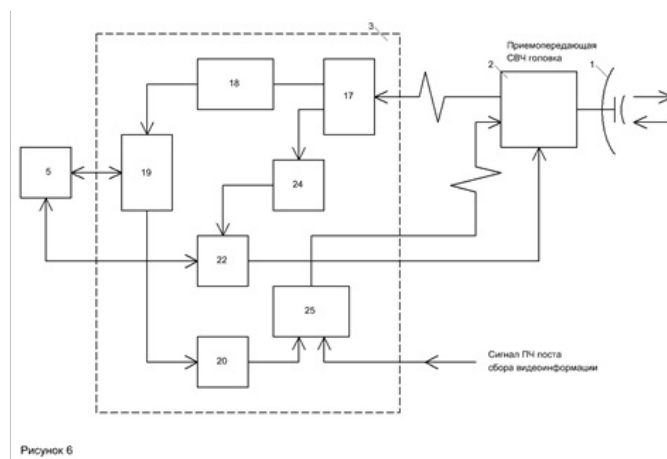 3
Приемопередающая
СВЧ головка
2
1
18
17
5
19
24
22
25
20
Сигнал ПЧ поста
сбора видеоинформации
Рисунок 6